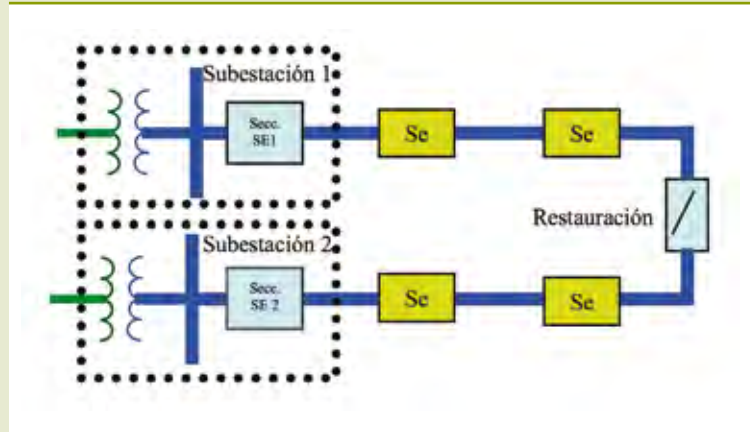 Subestación 1
Secc.
SE1
Se
Se
Restauración
Subestación 2
Secc.
SE 2
Se
Se